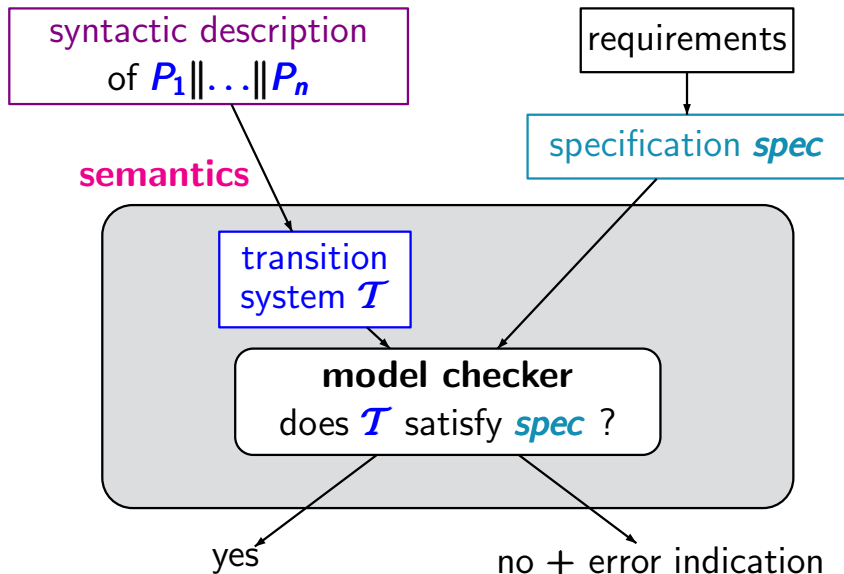 syntactic description
of P₁‖...‖Pₙ
requirements
specification spec
semantics
transition
system 𝒯
model checker
does 𝒯 satisfy spec ?
yes
no + error indication